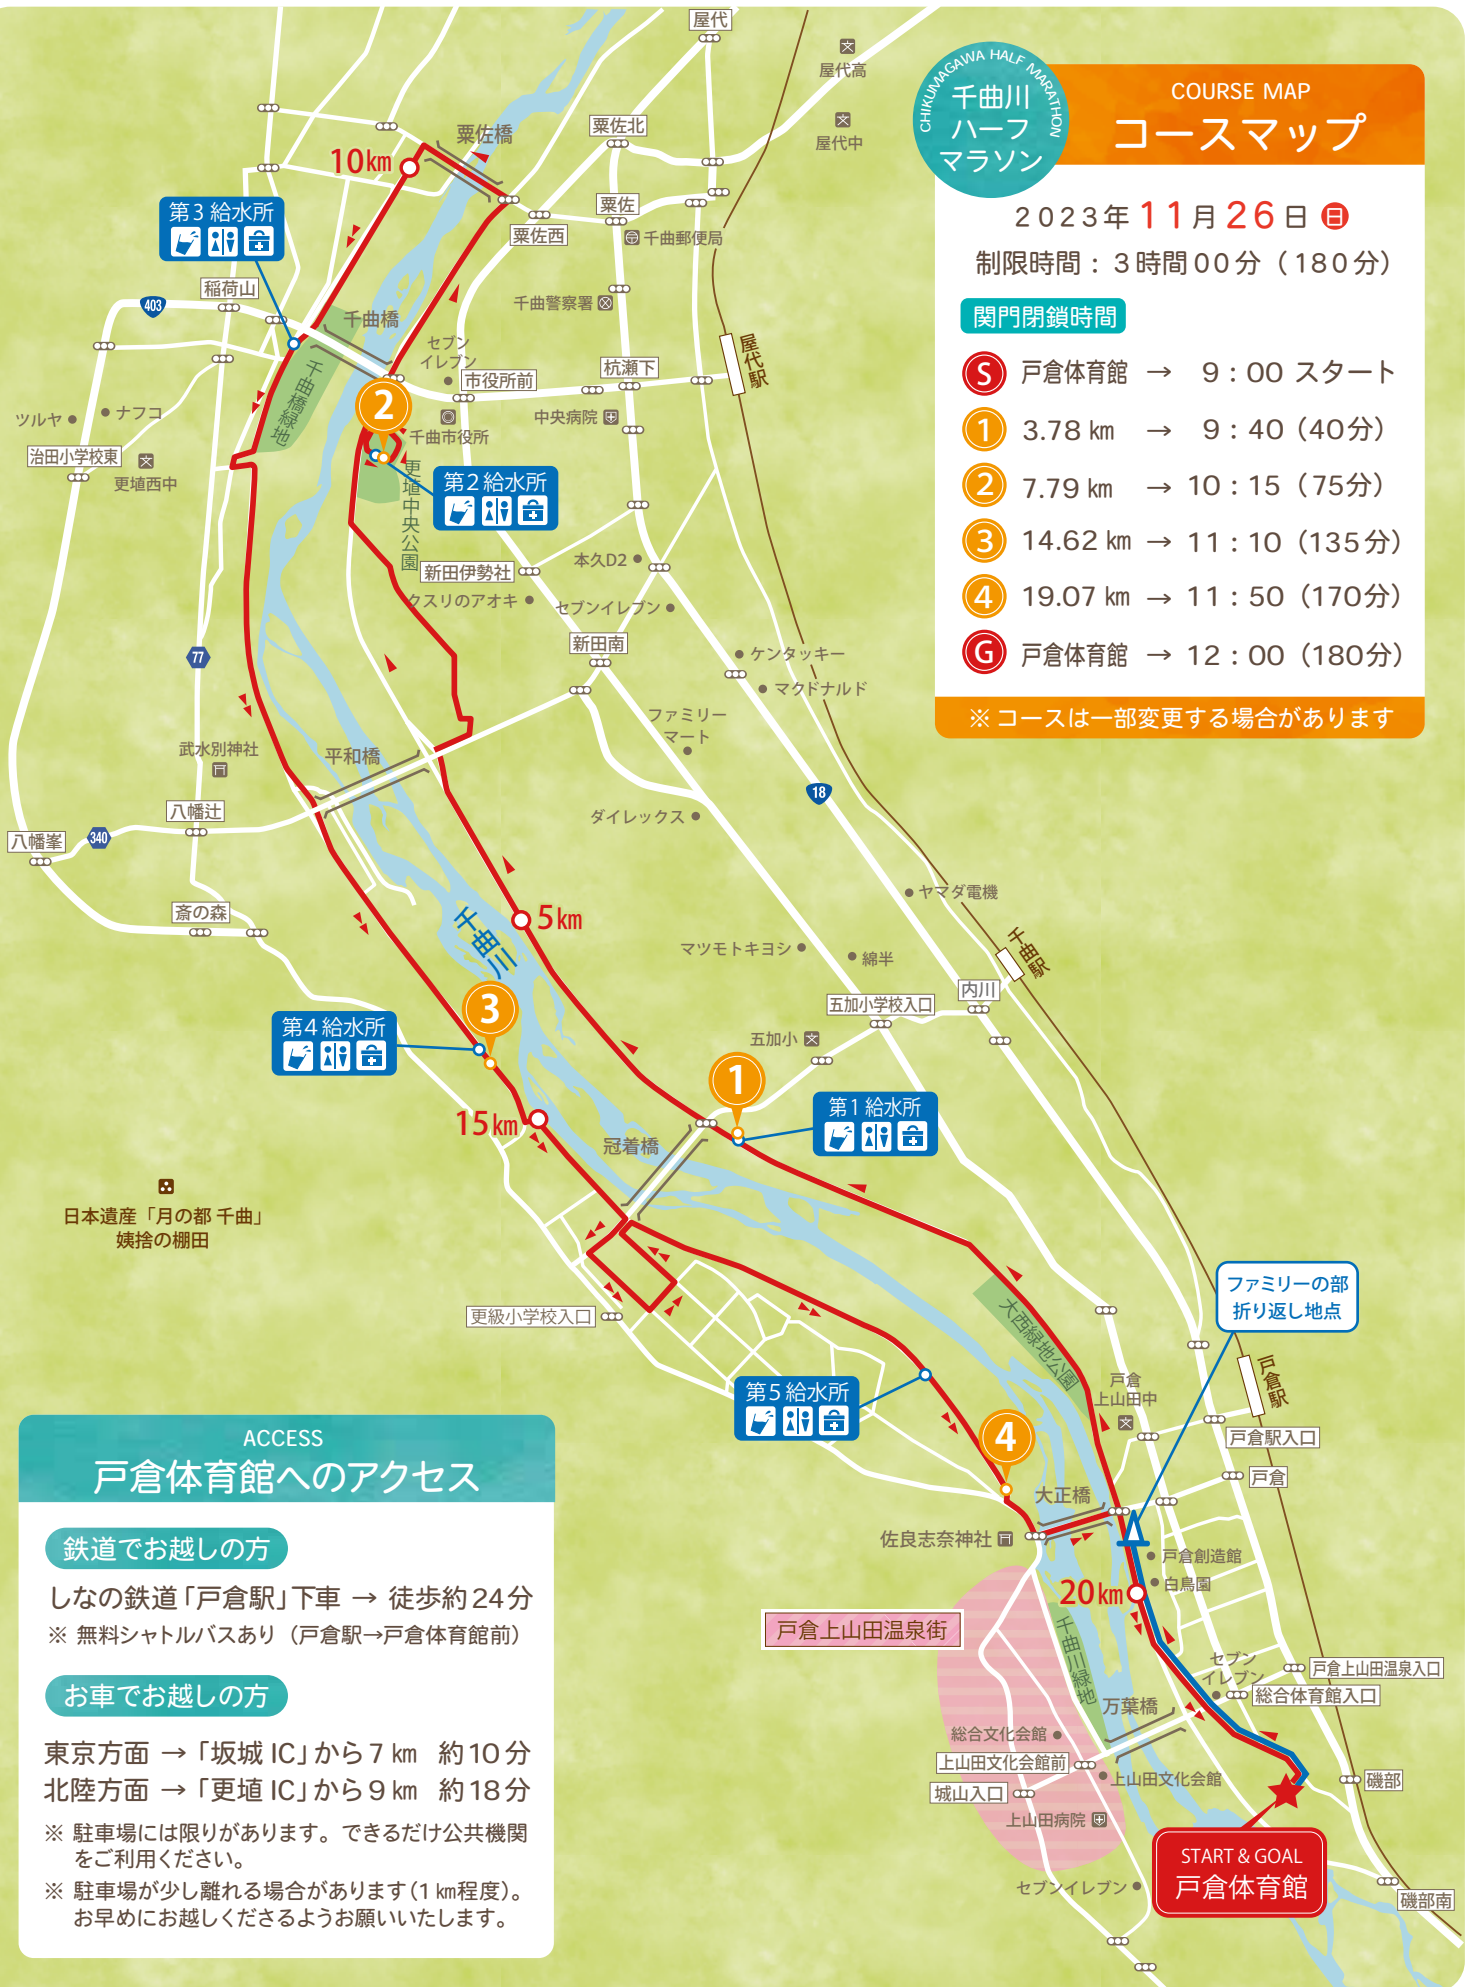 CHIKUMAGAWA HALF MARATHON
千曲川
ハーフ
マラソン
COURSE MAP
コースマップ
2023年11月26日 日
制限時間：3時間00分（180分）
関門閉鎖時間
S 戸倉体育館 → 9：00 スタート
1 3.78 km → 9：40（40分）
2 7.79 km → 10：15（75分）
3 14.62 km → 11：10（135分）
4 19.07 km → 11：50（170分）
G 戸倉体育館 → 12：00（180分）
※ コースは一部変更する場合があります
屋代
屋代高
屋代中
粟佐橋
粟佐北
10km
第3給水所
粟佐
粟佐西
千曲郵便局
稲荷山
403
千曲橋
千曲警察署
セブン
イレブン
市役所前
杭瀬下
屋代駅
千曲橋緑地
2
ツルヤ
ナフコ
千曲市役所
中央病院
治田小学校東
更埴西中
更埴中央公園
第2給水所
新田伊勢社
本久D2
クスリのアオキ
セブンイレブン
新田南
77
ケンタッキー
マクドナルド
ファミリー
マート
武水別神社
平和橋
18
八幡辻
ダイレックス
八幡峯
340
斎の森
5km
千曲川
ヤマダ電機
マツモトキヨシ
綿半
千曲駅
内川
五加小学校入口
3
第4給水所
五加小
1
第1給水所
15km
冠着橋
日本遺産「月の都 千曲」
姨捨の棚田
更級小学校入口
ファミリーの部
折り返し地点
大西緑地公園
戸倉駅
戸倉
上山田中
第5給水所
4
戸倉駅入口
戸倉
大正橋
佐良志奈神社
戸倉創造館
白鳥園
20km
戸倉上山田温泉街
千曲川緑地
セブン
イレブン
戸倉上山田温泉入口
総合体育館入口
万葉橋
総合文化会館
上山田文化会館前
上山田文化会館
城山入口
磯部
上山田病院
START & GOAL
戸倉体育館
セブンイレブン
磯部南
ACCESS
戸倉体育館へのアクセス
鉄道でお越しの方
しなの鉄道「戸倉駅」下車 → 徒歩約24分
※ 無料シャトルバスあり（戸倉駅→戸倉体育館前）
お車でお越しの方
東京方面 →「坂城 IC」から7 km 約10分
北陸方面 →「更埴 IC」から9 km 約18分
※ 駐車場には限りがあります。できるだけ公共機関
をご利用ください。
※ 駐車場が少し離れる場合があります（1 km程度）。
お早めにお越しくださるようお願いいたします。